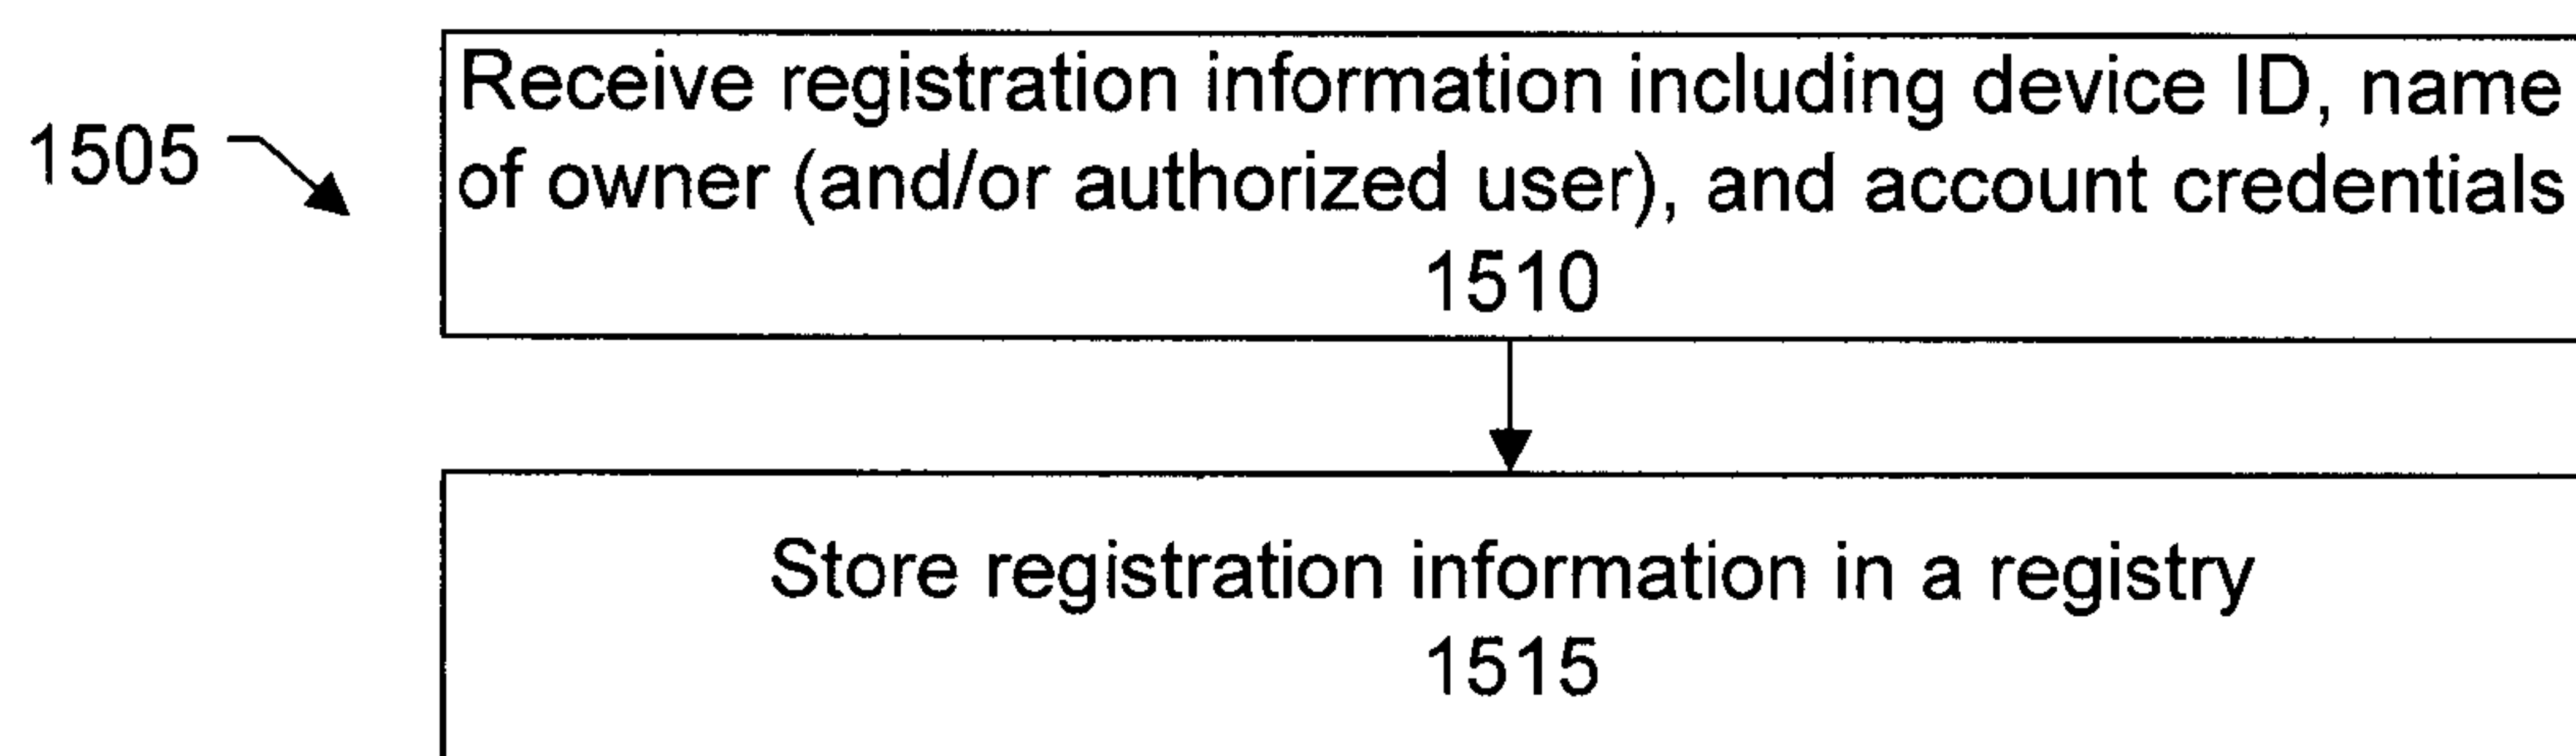 Receive registration information including device ID, name
1505
of owner (and/or authorized user), and account credentials
1510
Store registration information in a registry
1515